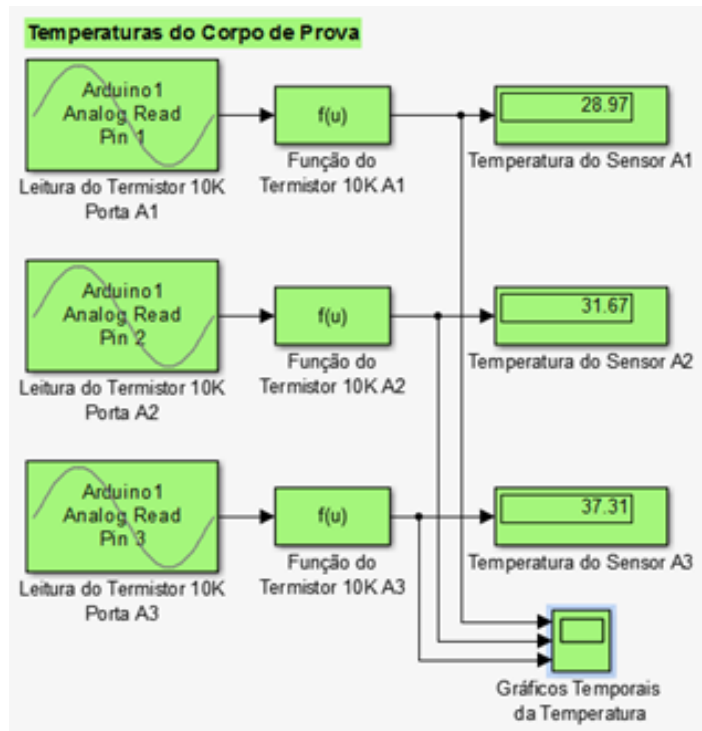 Temperaturas do Corpo de Prova
Arduino1
Analog Read
Pin 1
Leitura do Termistor 10K
Porta A1
f(u)
Função do
Termistor 10K A1
28.97
Temperatura do Sensor A1
Arduino1
Analog Read
Pin 2
Leitura do Termistor 10K
Porta A2
f(u)
Função do
Termistor 10K A2
31.67
Temperatura do Sensor A2
Arduino1
Analog Read
Pin 3
Leitura do Termistor 10K
Porta A3
f(u)
Função do
Termistor 10K A3
37.31
Temperatura do Sensor A3
Gráficos Temporais
da Temperatura